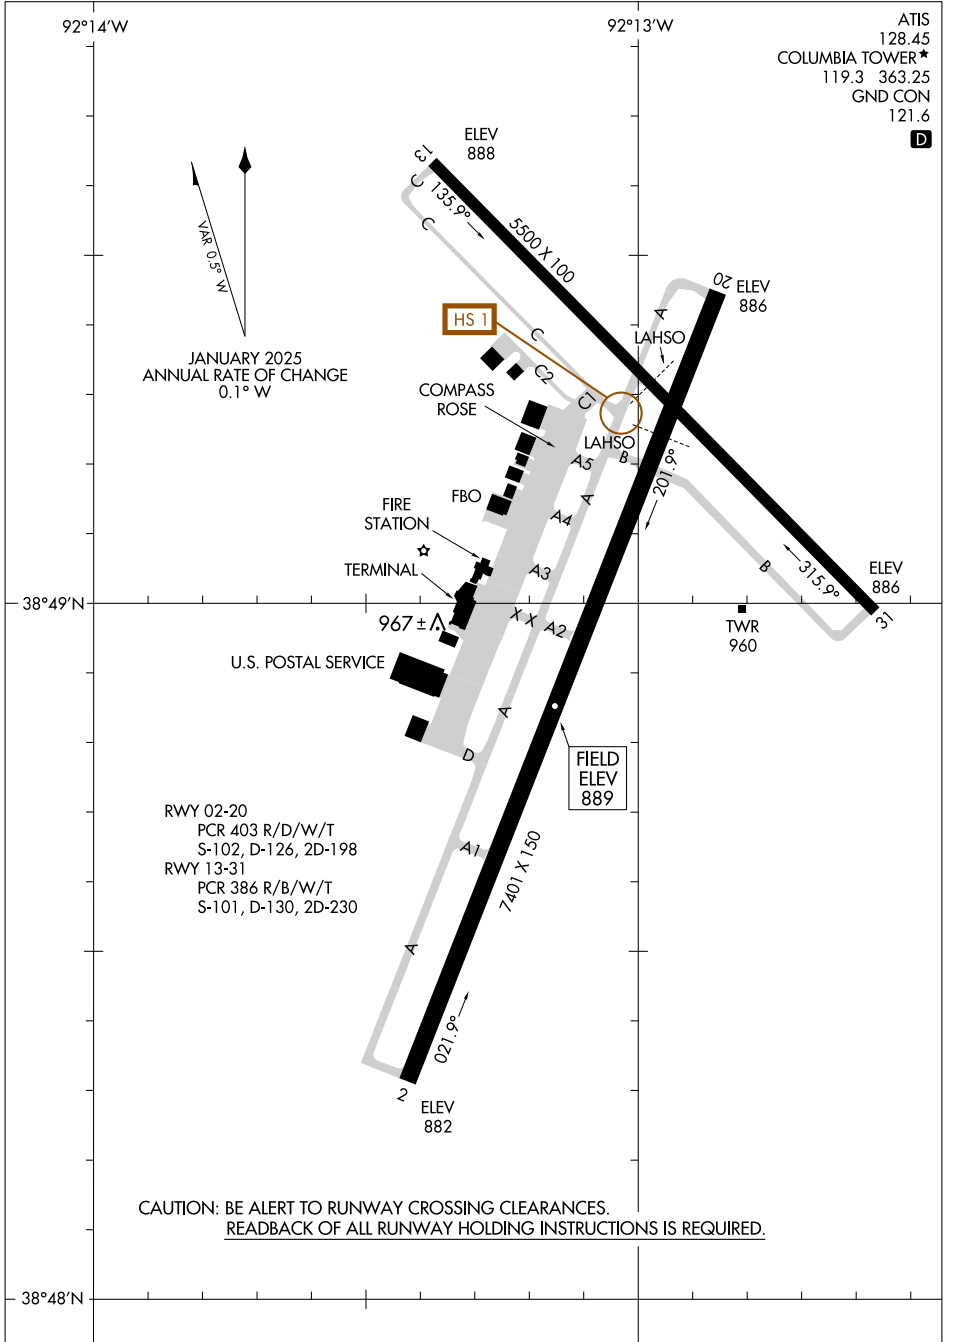 92°14'W
92°13'W
ATIS
128.45
COLUMBIA TOWER★
119.3 363.25
GND CON
121.6
D
ELEV
888
13
C
135.9°
C
5500 X 100
VAR 0.5° W
20
ELEV
886
A
HS 1
LAHSO
C
JANUARY 2025
ANNUAL RATE OF CHANGE
0.1° W
C2
COMPASS
ROSE
C1
LAHSO
B
A5
201.9°
FBO
A
A4
FIRE
STATION
TERMINAL
A3
B
315.9°
ELEV
886
31
38°49'N
967 ±
X X
A2
TWR
960
U.S. POSTAL SERVICE
A
D
FIELD
ELEV
889
RWY 02-20
PCR 403 R/D/W/T
S-102, D-126, 2D-198
RWY 13-31
PCR 386 R/B/W/T
S-101, D-130, 2D-230
A1
7401 X 150
A
021.9°
2
ELEV
882
CAUTION: BE ALERT TO RUNWAY CROSSING CLEARANCES.
READBACK OF ALL RUNWAY HOLDING INSTRUCTIONS IS REQUIRED.
38°48'N